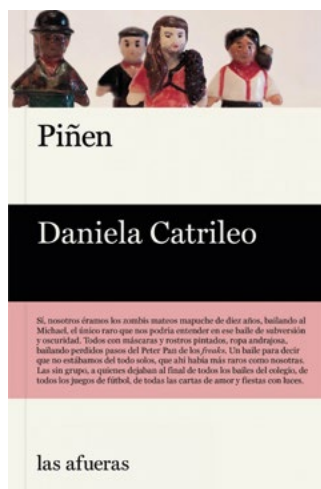 Piñen
Daniela Catrileo
Sí, nosotros éramos los zombis mateos mapuche de diez años, bailando al
Michael, el único raro que nos podría entender en ese baile de subversión
y oscuridad. Todos con máscaras y rostros pintados, ropa andrajosa,
bailando perdidos pasos del Peter Pan de los freaks. Un baile para decir
que no estábamos del todo solos, que ahí había más raros como nosotras.
Las sin grupo, a quienes dejaban al final de todos los bailes del colegio, de
todos los juegos de fútbol, de todas las cartas de amor y fiestas con luces.
las afueras